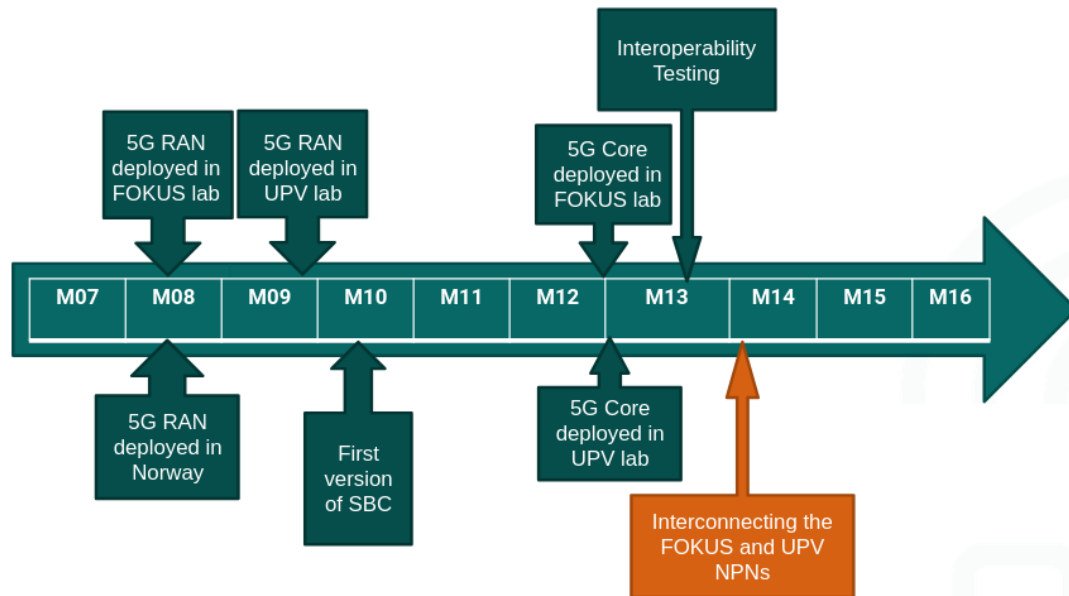 Interoperability
Testing
5G RAN
deployed in
FOKUS lab
5G RAN
deployed in
UPV lab
5G Core
deployed in
FOKUS lab
M07
M08
M09
M10
M11
M12
M13
M14
M15
M16
5G RAN
deployed in
Norway
First
version
of SBC
5G Core
deployed in
UPV lab
Interconnecting the
FOKUS and UPV
NPNs